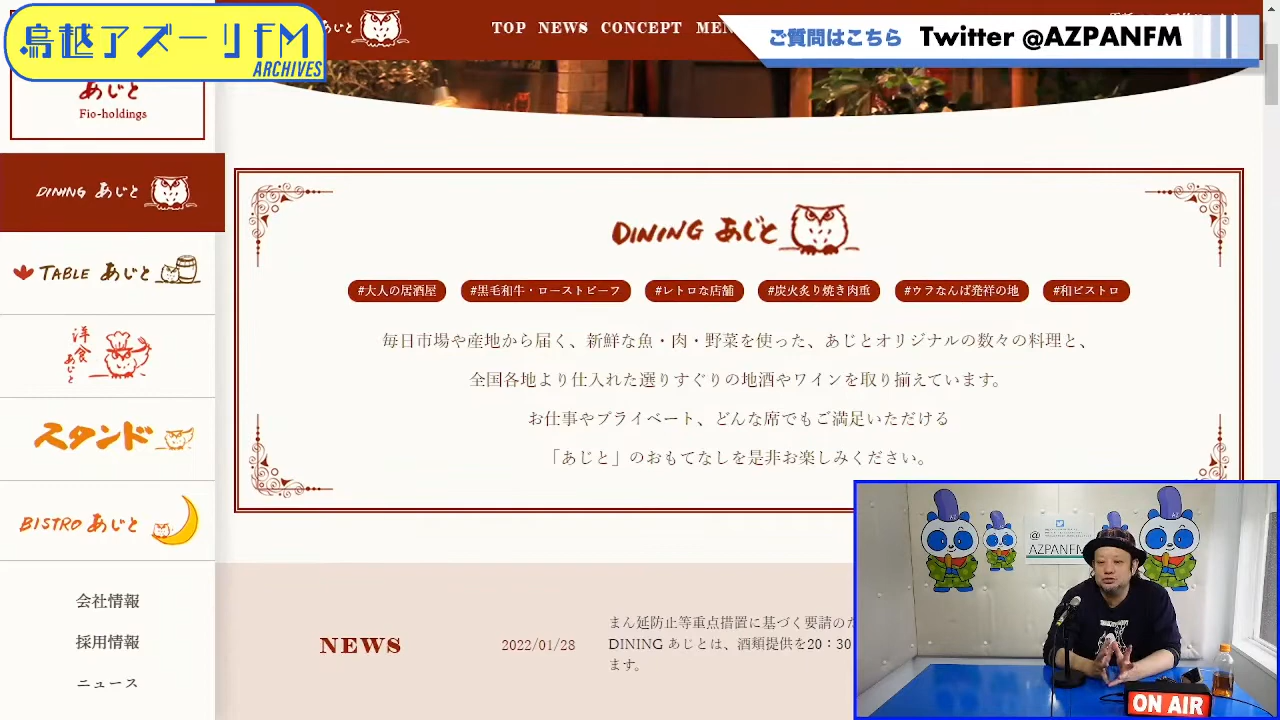 鳥越アズーリFM
ARCHIVES
TOP NEWS CONCEPT
ご質問はこちら Twitter @AZPANFM
あじと
Fio-holdings
DINING あじと
TABLE あじと
洋食あじと
スタンド
BISTRO あじと
会社情報
採用情報
ニュース
DINING あじと
#大人の居酒屋 #黒毛和牛・ローストビーフ #レトロな店舗 #炭火炙り焼き肉重 #ウラなんば発祥の地 #和ビストロ
毎日市場や産地から届く、新鮮な魚・肉・野菜を使った、あじとオリジナルの数々の料理と、
全国各地より仕入れた選りすぐりの地酒やワインを取り揃えています。
お仕事やプライベート、どんな席でもご満足いただける
「あじと」のおもてなしを是非お楽しみください。
NEWS
2022/01/28
まん延防止等重点措置に基づく要請のた
DINING あじとは、酒類提供を20：30
ます。
@
AZPANFM
ON AIR